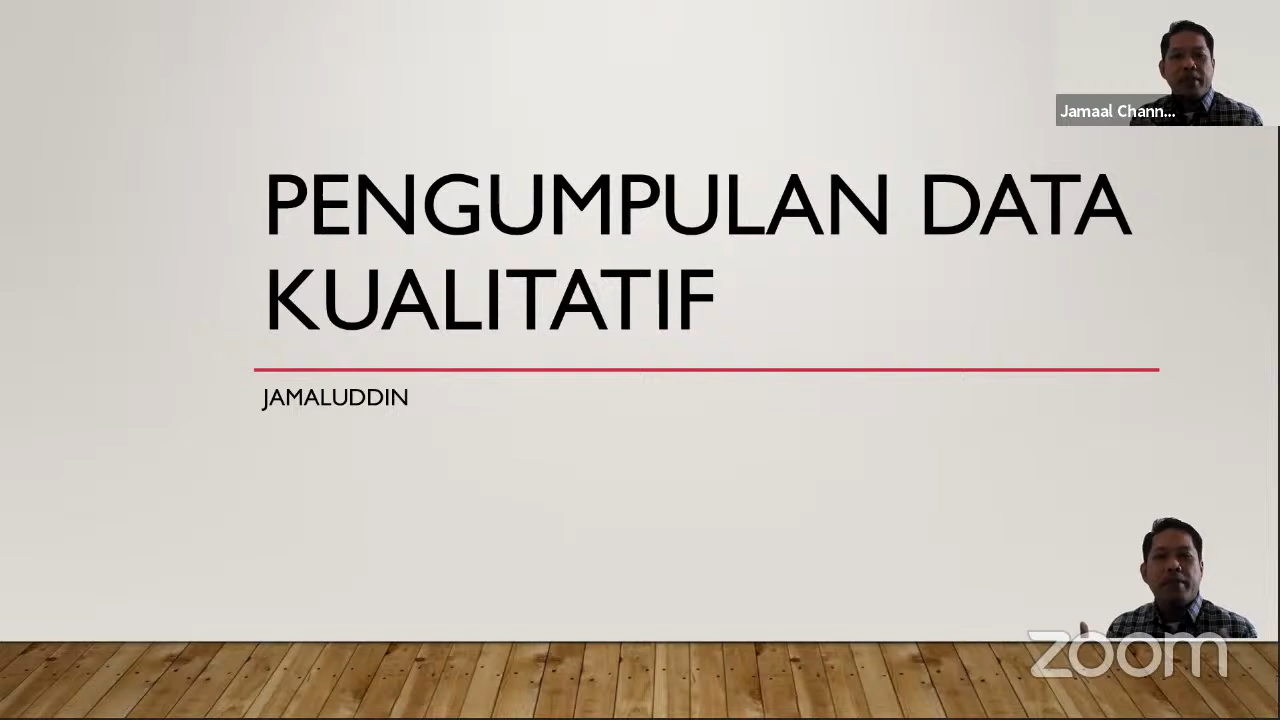 Jamaal Chann...
PENGUMPULAN DATA
KUALITATIF
JAMALUDDIN
zoom